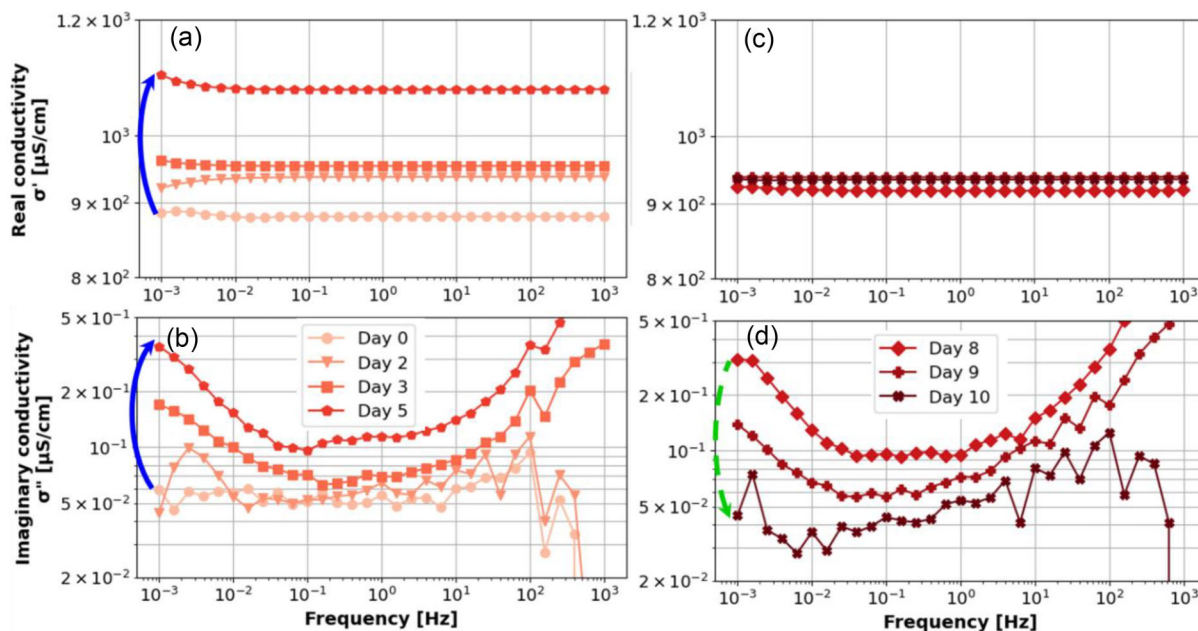 (a)
Real conductivity
σ' [μS/cm]
1.2 × 10³
10³
9 × 10²
8 × 10²
10⁻³ 10⁻² 10⁻¹ 10⁰ 10¹ 10² 10³
(c)
1.2 × 10³
10³
9 × 10²
8 × 10²
10⁻³ 10⁻² 10⁻¹ 10⁰ 10¹ 10² 10³
(b)
Imaginary conductivity
σ'' [μS/cm]
5 × 10⁻¹
2 × 10⁻¹
10⁻¹
5 × 10⁻²
2 × 10⁻²
Day 0
Day 2
Day 3
Day 5
10⁻³ 10⁻² 10⁻¹ 10⁰ 10¹ 10² 10³
Frequency [Hz]
(d)
5 × 10⁻¹
2 × 10⁻¹
10⁻¹
5 × 10⁻²
2 × 10⁻²
Day 8
Day 9
Day 10
10⁻³ 10⁻² 10⁻¹ 10⁰ 10¹ 10² 10³
Frequency [Hz]